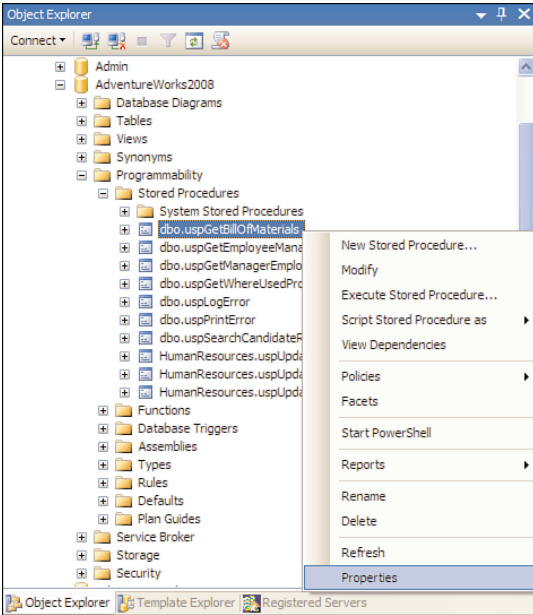 Object Explorer
Connect
Admin
AdventureWorks2008
Database Diagrams
Tables
Views
Synonyms
Programmability
Stored Procedures
System Stored Procedures
dbo.uspGetBillOfMaterials
dbo.uspGetEmployeeMana
dbo.uspGetManagerEmplo
dbo.uspGetWhereUsedPro
dbo.uspLogError
dbo.uspPrintError
dbo.uspSearchCandidateR
HumanResources.uspUpda
HumanResources.uspUpda
HumanResources.uspUpda
Functions
Database Triggers
Assemblies
Types
Rules
Defaults
Plan Guides
Service Broker
Storage
Security
New Stored Procedure...
Modify
Execute Stored Procedure...
Script Stored Procedure as
View Dependencies
Policies
Facets
Start PowerShell
Reports
Rename
Delete
Refresh
Properties
Object Explorer Template Explorer Registered Servers